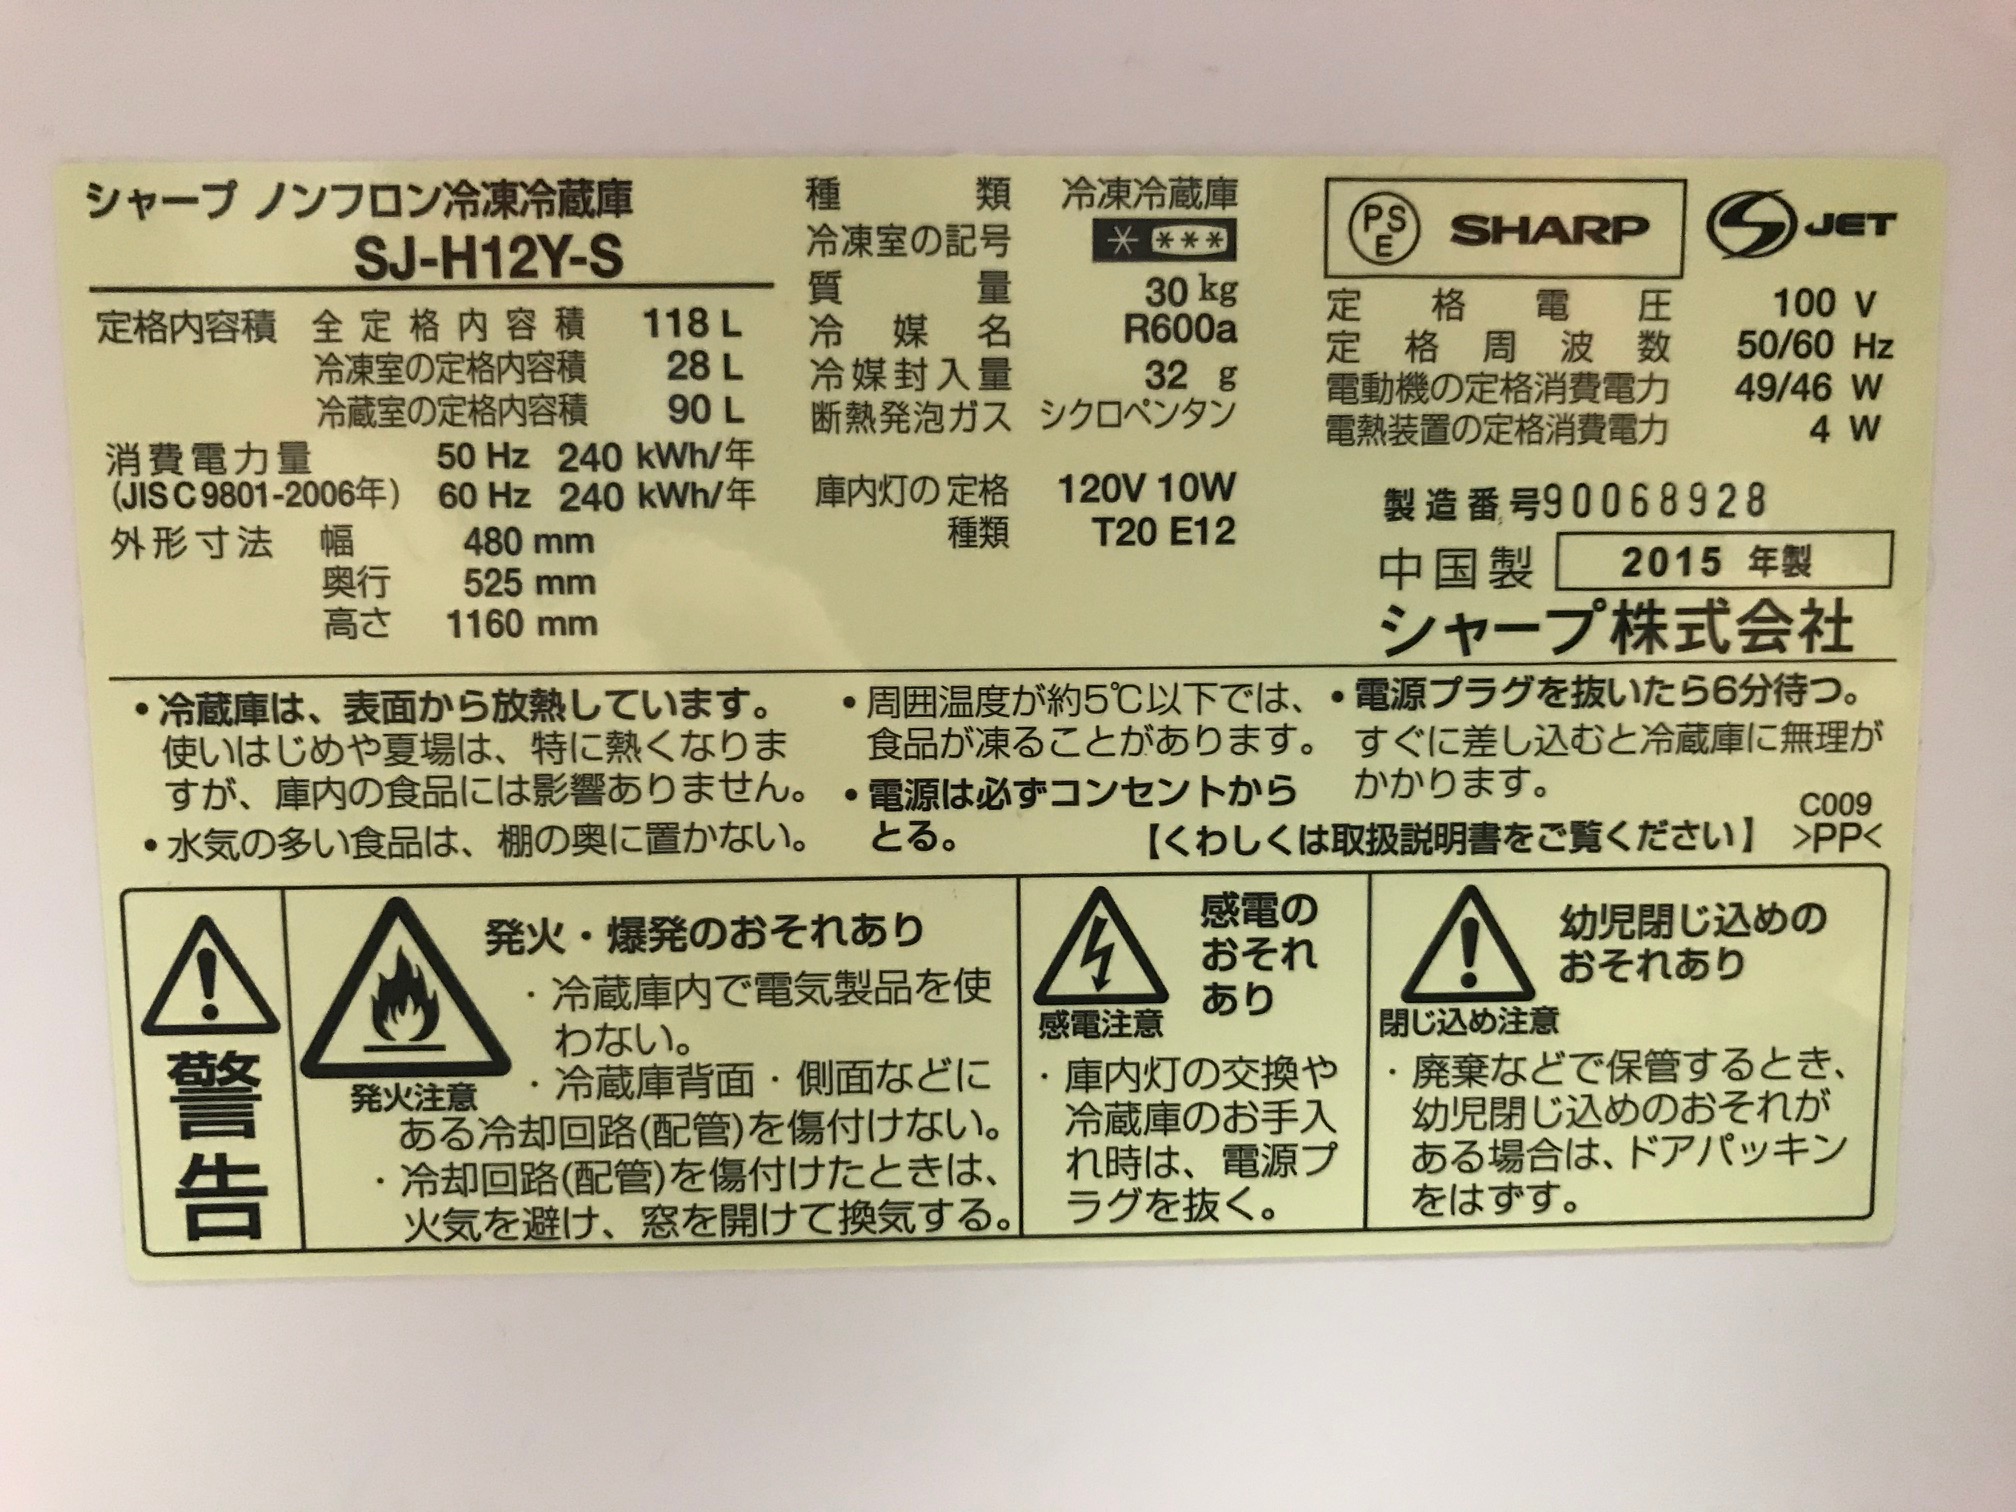 シャープ ノンフロン冷凍冷蔵庫
SJ-H12Y-S
定格内容積 全定格内容積 118 L
冷凍室の定格内容積 28 L
冷蔵室の定格内容積 90 L
消費電力量 50 Hz 240 kWh/年
(JIS C 9801-2006年) 60 Hz 240 kWh/年
外形寸法 幅 480 mm
奥行 525 mm
高さ 1160 mm
種類 冷凍冷蔵庫
冷凍室の記号 * ***
質量 30 kg
冷媒名 R600a
冷媒封入量 32 g
断熱発泡ガス シクロペンタン
庫内灯の定格 120V 10W
種類 T20 E12
PSE SHARP JET
定格電圧 100 V
定格周波数 50/60 Hz
電動機の定格消費電力 49/46 W
電熱装置の定格消費電力 4 W
製造番号 90068928
中国製 2015 年製
シャープ株式会社
・冷蔵庫は、表面から放熱しています。
使いはじめや夏場は、特に熱くなりま
すが、庫内の食品には影響ありません。
・水気の多い食品は、棚の奥に置かない。
・周囲温度が約5℃以下では、
食品が凍ることがあります。
・電源は必ずコンセントから
とる。
・電源プラグを抜いたら6分待つ。
すぐに差し込むと冷蔵庫に無理が
かかります。
C009
【くわしくは取扱説明書をご覧ください】 >PP<
警告
発火注意
発火・爆発のおそれあり
・冷蔵庫内で電気製品を使
わない。
・冷蔵庫背面・側面などに
ある冷却回路(配管)を傷付けない。
・冷却回路(配管)を傷付けたときは、
火気を避け、窓を開けて換気する。
感電注意
感電の
おそれ
あり
・庫内灯の交換や
冷蔵庫のお手入
れ時は、電源プ
ラグを抜く。
閉じ込め注意
幼児閉じ込めの
おそれあり
・廃棄などで保管するとき、
幼児閉じ込めのおそれが
ある場合は、ドアパッキン
をはずす。